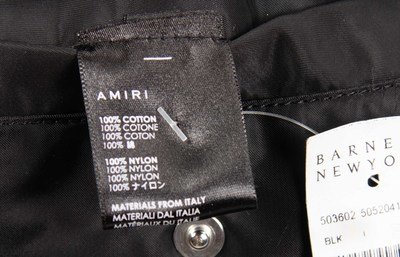 AMIRI
100% COTTON
100% COTONE
100% COTON
100% 綿
100% NYLON
100% NYLON
100% NYLON
100% ナイロン
MATERIALS FROM ITALY
MATERIALI DAL ITALIA
BARNE
NEWYO
503602 5052041
BLK